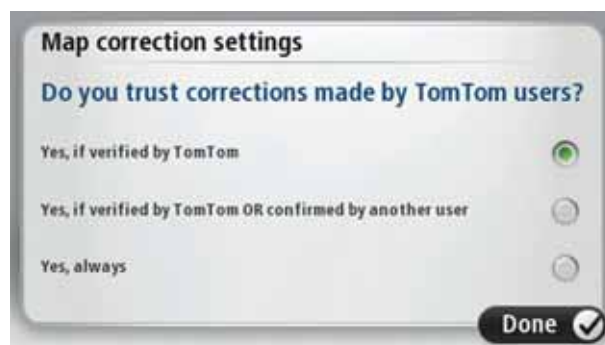 Map correction settings
Do you trust corrections made by TomTom users?
Yes, if verified by TomTom
Yes, if verified by TomTom OR confirmed by another user
Yes, always
Done